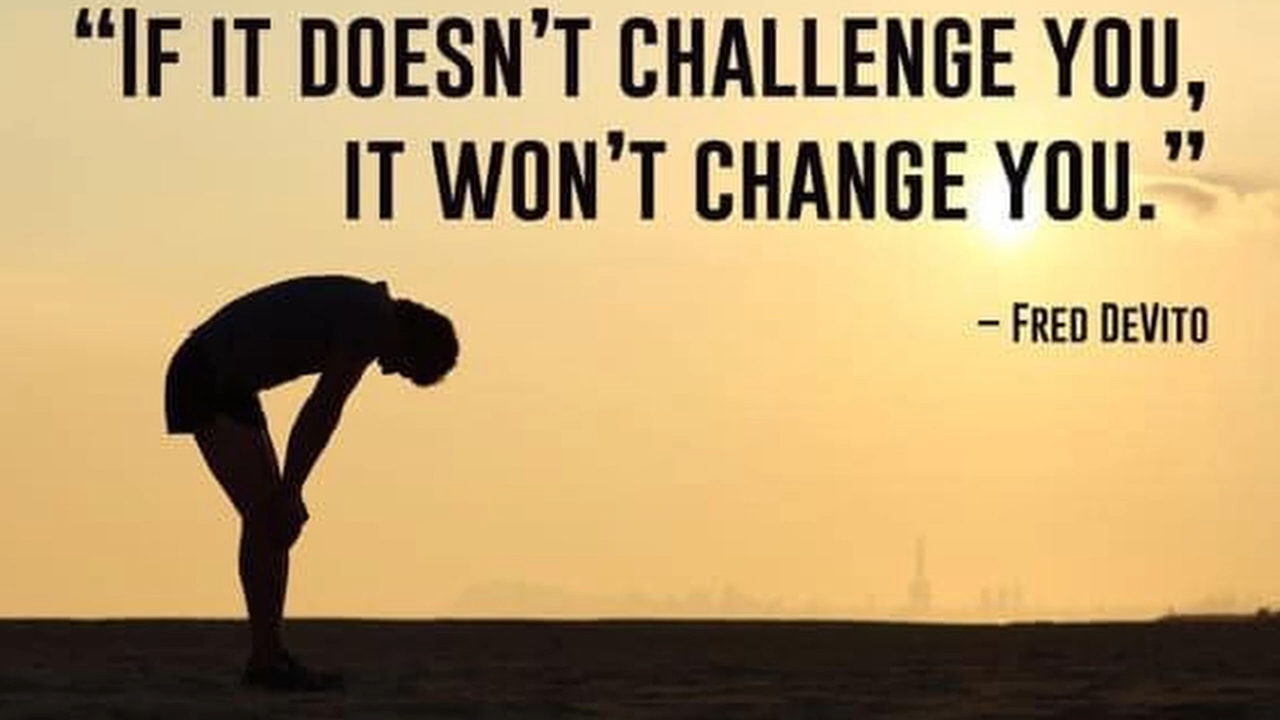 “IF IT DOESN’T CHALLENGE YOU,
IT WON’T CHANGE YOU.”
– FRED DEVITO